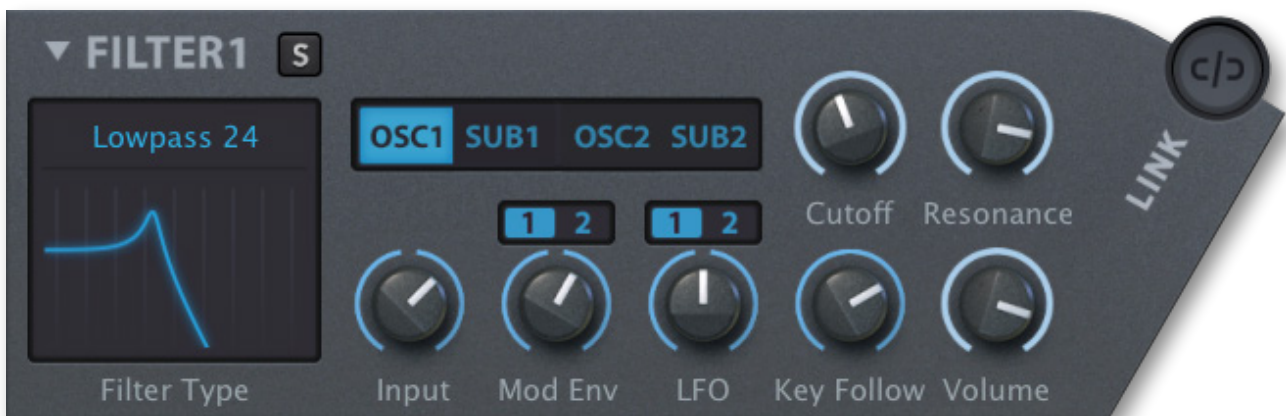 FILTER1 S
Lowpass 24
OSC1 SUB1 OSC2 SUB2
Cutoff Resonance
LINK
1 2 1 2
Filter Type Input Mod Env LFO Key Follow Volume